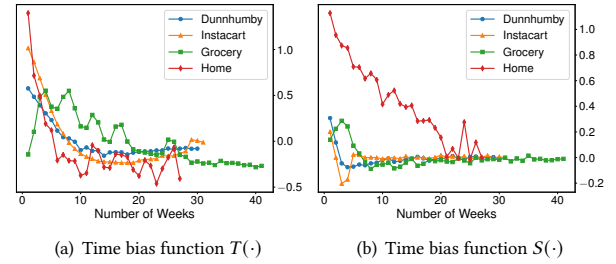 Dunnhumby
Instacart
Grocery
Home
1.0
0.5
0.0
−0.5
0 10 20 30 40
Number of Weeks
(a) Time bias function T(·)
Dunnhumby
Instacart
Grocery
Home
1.0
0.8
0.6
0.4
0.2
0.0
−0.2
0 10 20 30 40
Number of Weeks
(b) Time bias function S(·)